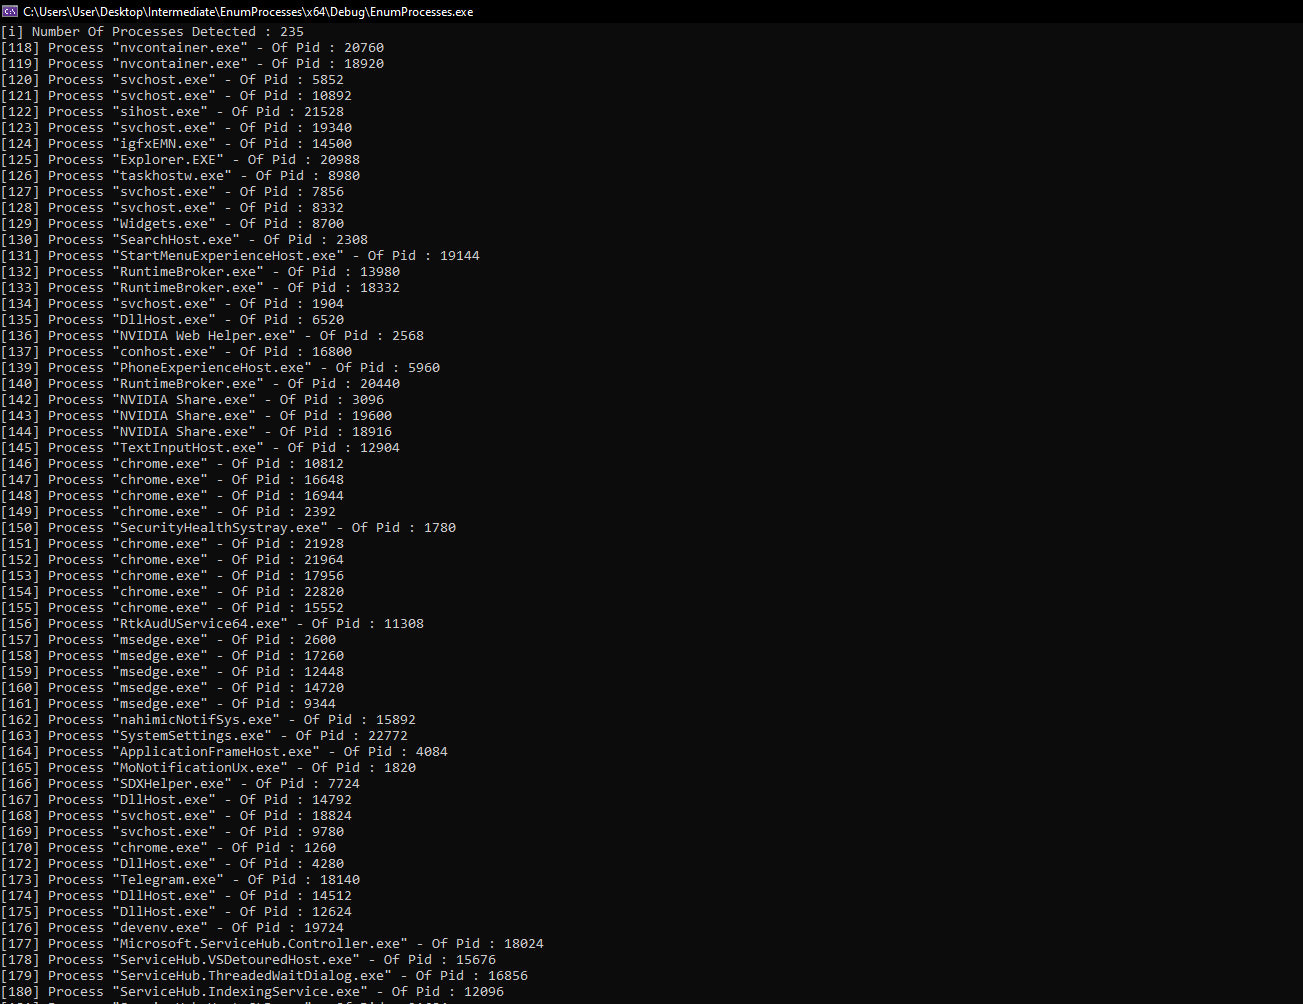 C:\Users\User\Desktop\Intermediate\EnumProcesses\x64\Debug\EnumProcesses.exe
[i] Number Of Processes Detected : 235
[118] Process "nvcontainer.exe" - Of Pid : 20760
[119] Process "nvcontainer.exe" - Of Pid : 18920
[120] Process "svchost.exe" - Of Pid : 5852
[121] Process "svchost.exe" - Of Pid : 10892
[122] Process "sihost.exe" - Of Pid : 21528
[123] Process "svchost.exe" - Of Pid : 19340
[124] Process "igfxEMN.exe" - Of Pid : 14500
[125] Process "Explorer.EXE" - Of Pid : 20988
[126] Process "taskhostw.exe" - Of Pid : 8980
[127] Process "svchost.exe" - Of Pid : 7856
[128] Process "svchost.exe" - Of Pid : 8332
[129] Process "Widgets.exe" - Of Pid : 8700
[130] Process "SearchHost.exe" - Of Pid : 2308
[131] Process "StartMenuExperienceHost.exe" - Of Pid : 19144
[132] Process "RuntimeBroker.exe" - Of Pid : 13980
[133] Process "RuntimeBroker.exe" - Of Pid : 18332
[134] Process "svchost.exe" - Of Pid : 1904
[135] Process "DllHost.exe" - Of Pid : 6520
[136] Process "NVIDIA Web Helper.exe" - Of Pid : 2568
[137] Process "conhost.exe" - Of Pid : 16800
[139] Process "PhoneExperienceHost.exe" - Of Pid : 5960
[140] Process "RuntimeBroker.exe" - Of Pid : 20440
[142] Process "NVIDIA Share.exe" - Of Pid : 3096
[143] Process "NVIDIA Share.exe" - Of Pid : 19600
[144] Process "NVIDIA Share.exe" - Of Pid : 18916
[145] Process "TextInputHost.exe" - Of Pid : 12904
[146] Process "chrome.exe" - Of Pid : 10812
[147] Process "chrome.exe" - Of Pid : 16648
[148] Process "chrome.exe" - Of Pid : 16944
[149] Process "chrome.exe" - Of Pid : 2392
[150] Process "SecurityHealthSystray.exe" - Of Pid : 1780
[151] Process "chrome.exe" - Of Pid : 21928
[152] Process "chrome.exe" - Of Pid : 21964
[153] Process "chrome.exe" - Of Pid : 17956
[154] Process "chrome.exe" - Of Pid : 22820
[155] Process "chrome.exe" - Of Pid : 15552
[156] Process "RtkAudUService64.exe" - Of Pid : 11308
[157] Process "msedge.exe" - Of Pid : 2600
[158] Process "msedge.exe" - Of Pid : 17260
[159] Process "msedge.exe" - Of Pid : 12448
[160] Process "msedge.exe" - Of Pid : 14720
[161] Process "msedge.exe" - Of Pid : 9344
[162] Process "nahimicNotifSys.exe" - Of Pid : 15892
[163] Process "SystemSettings.exe" - Of Pid : 22772
[164] Process "ApplicationFrameHost.exe" - Of Pid : 4084
[165] Process "MoNotificationUx.exe" - Of Pid : 1820
[166] Process "SDXHelper.exe" - Of Pid : 7724
[167] Process "DllHost.exe" - Of Pid : 14792
[168] Process "svchost.exe" - Of Pid : 18824
[169] Process "svchost.exe" - Of Pid : 9780
[170] Process "chrome.exe" - Of Pid : 1260
[172] Process "DllHost.exe" - Of Pid : 4280
[173] Process "Telegram.exe" - Of Pid : 18140
[174] Process "DllHost.exe" - Of Pid : 14512
[175] Process "DllHost.exe" - Of Pid : 12624
[176] Process "devenv.exe" - Of Pid : 19724
[177] Process "Microsoft.ServiceHub.Controller.exe" - Of Pid : 18024
[178] Process "ServiceHub.VSDetouredHost.exe" - Of Pid : 15676
[179] Process "ServiceHub.ThreadedWaitDialog.exe" - Of Pid : 16856
[180] Process "ServiceHub.IndexingService.exe" - Of Pid : 12096